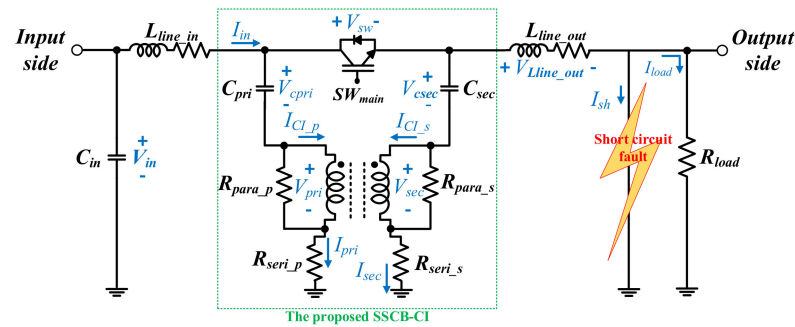 Input side
L_line_in
I_in
+ V_sw -
L_line_out
Output side
+ V_Lline_out -
I_load
C_pri
+ V_cpri -
SW_main
+ V_csec -
C_sec
I_sh
I_CI_p
I_CI_s
Short circuit fault
C_in
+ V_in -
R_load
R_para_p
+ V_pri -
+ V_sec -
R_para_s
I_pri
R_seri_p
I_sec
R_seri_s
The proposed SSCB-CI